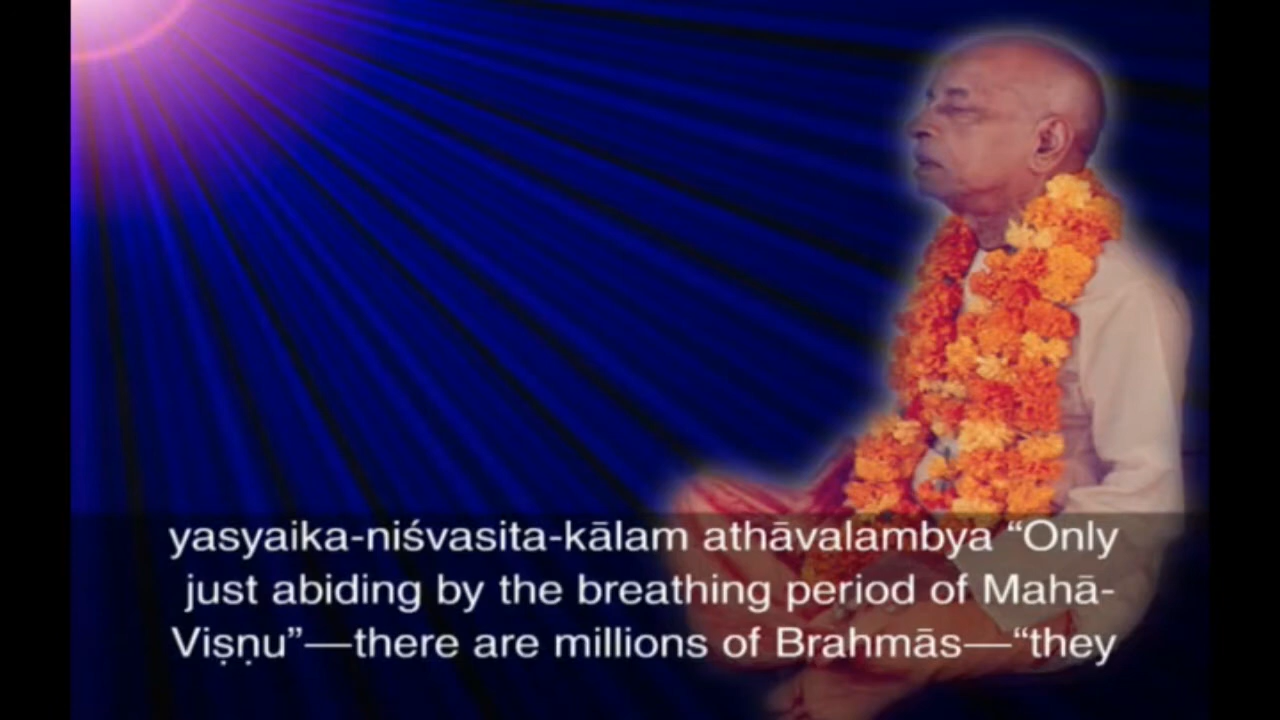 yasyaika-niśvasita-kālam athāvalambya “Only
just abiding by the breathing period of Mahā-
Viṣṇu”—there are millions of Brahmās—“they